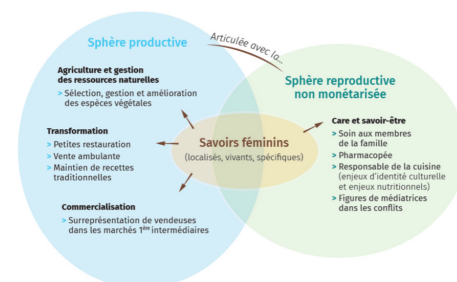 Sphère productive
Articulée avec la...
Agriculture et gestion
des ressources naturelles
> Sélection, gestion et amélioration
des espèces végétales
Transformation
> Petites restauration
> Vente ambulante
> Maintien de recettes
traditionnelles
Commercialisation
> Surreprésentation de vendeuses
dans les marchés 1ère intermédiaires
Savoirs féminins
(localisés, vivants, spécifiques)
Sphère reproductive
non monétarisée
Care et savoir-être
> Soin aux membres
de la famille
> Pharmacopée
> Responsable de la cuisine
(enjeux d'identité culturelle
et enjeux nutritionnels)
> Figures de médiatrices
dans les conflits